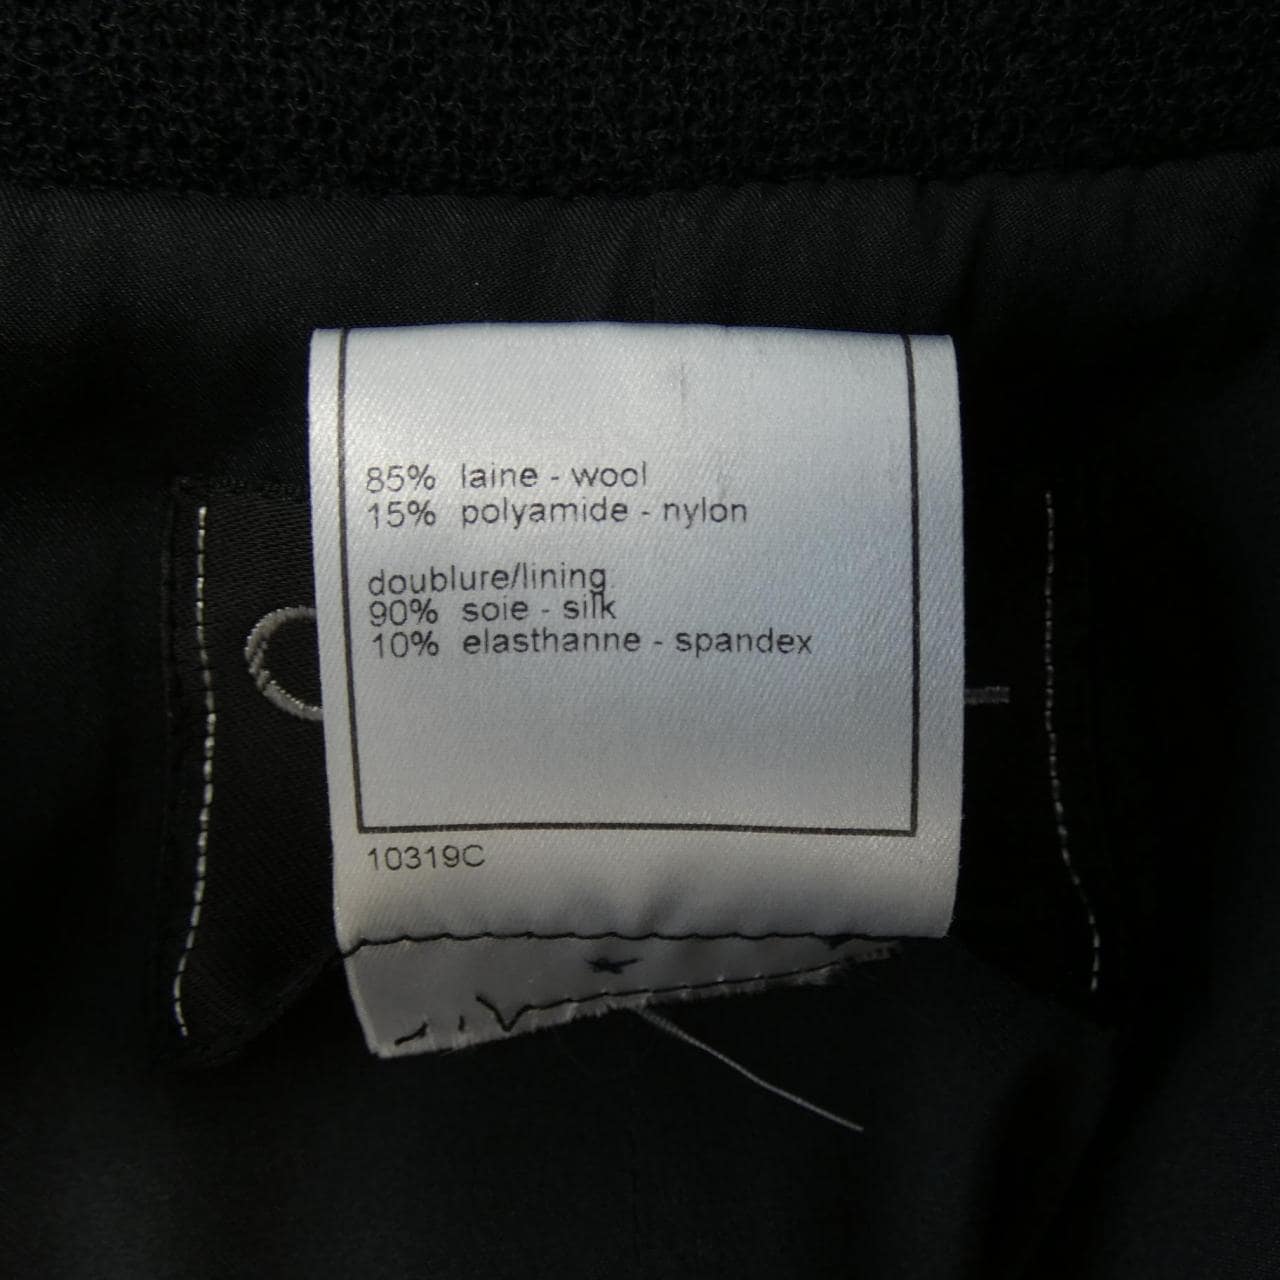 85% laine - wool
15% polyamide - nylon
doublure/lining
90% soie - silk
10% elasthanne - spandex
10319C